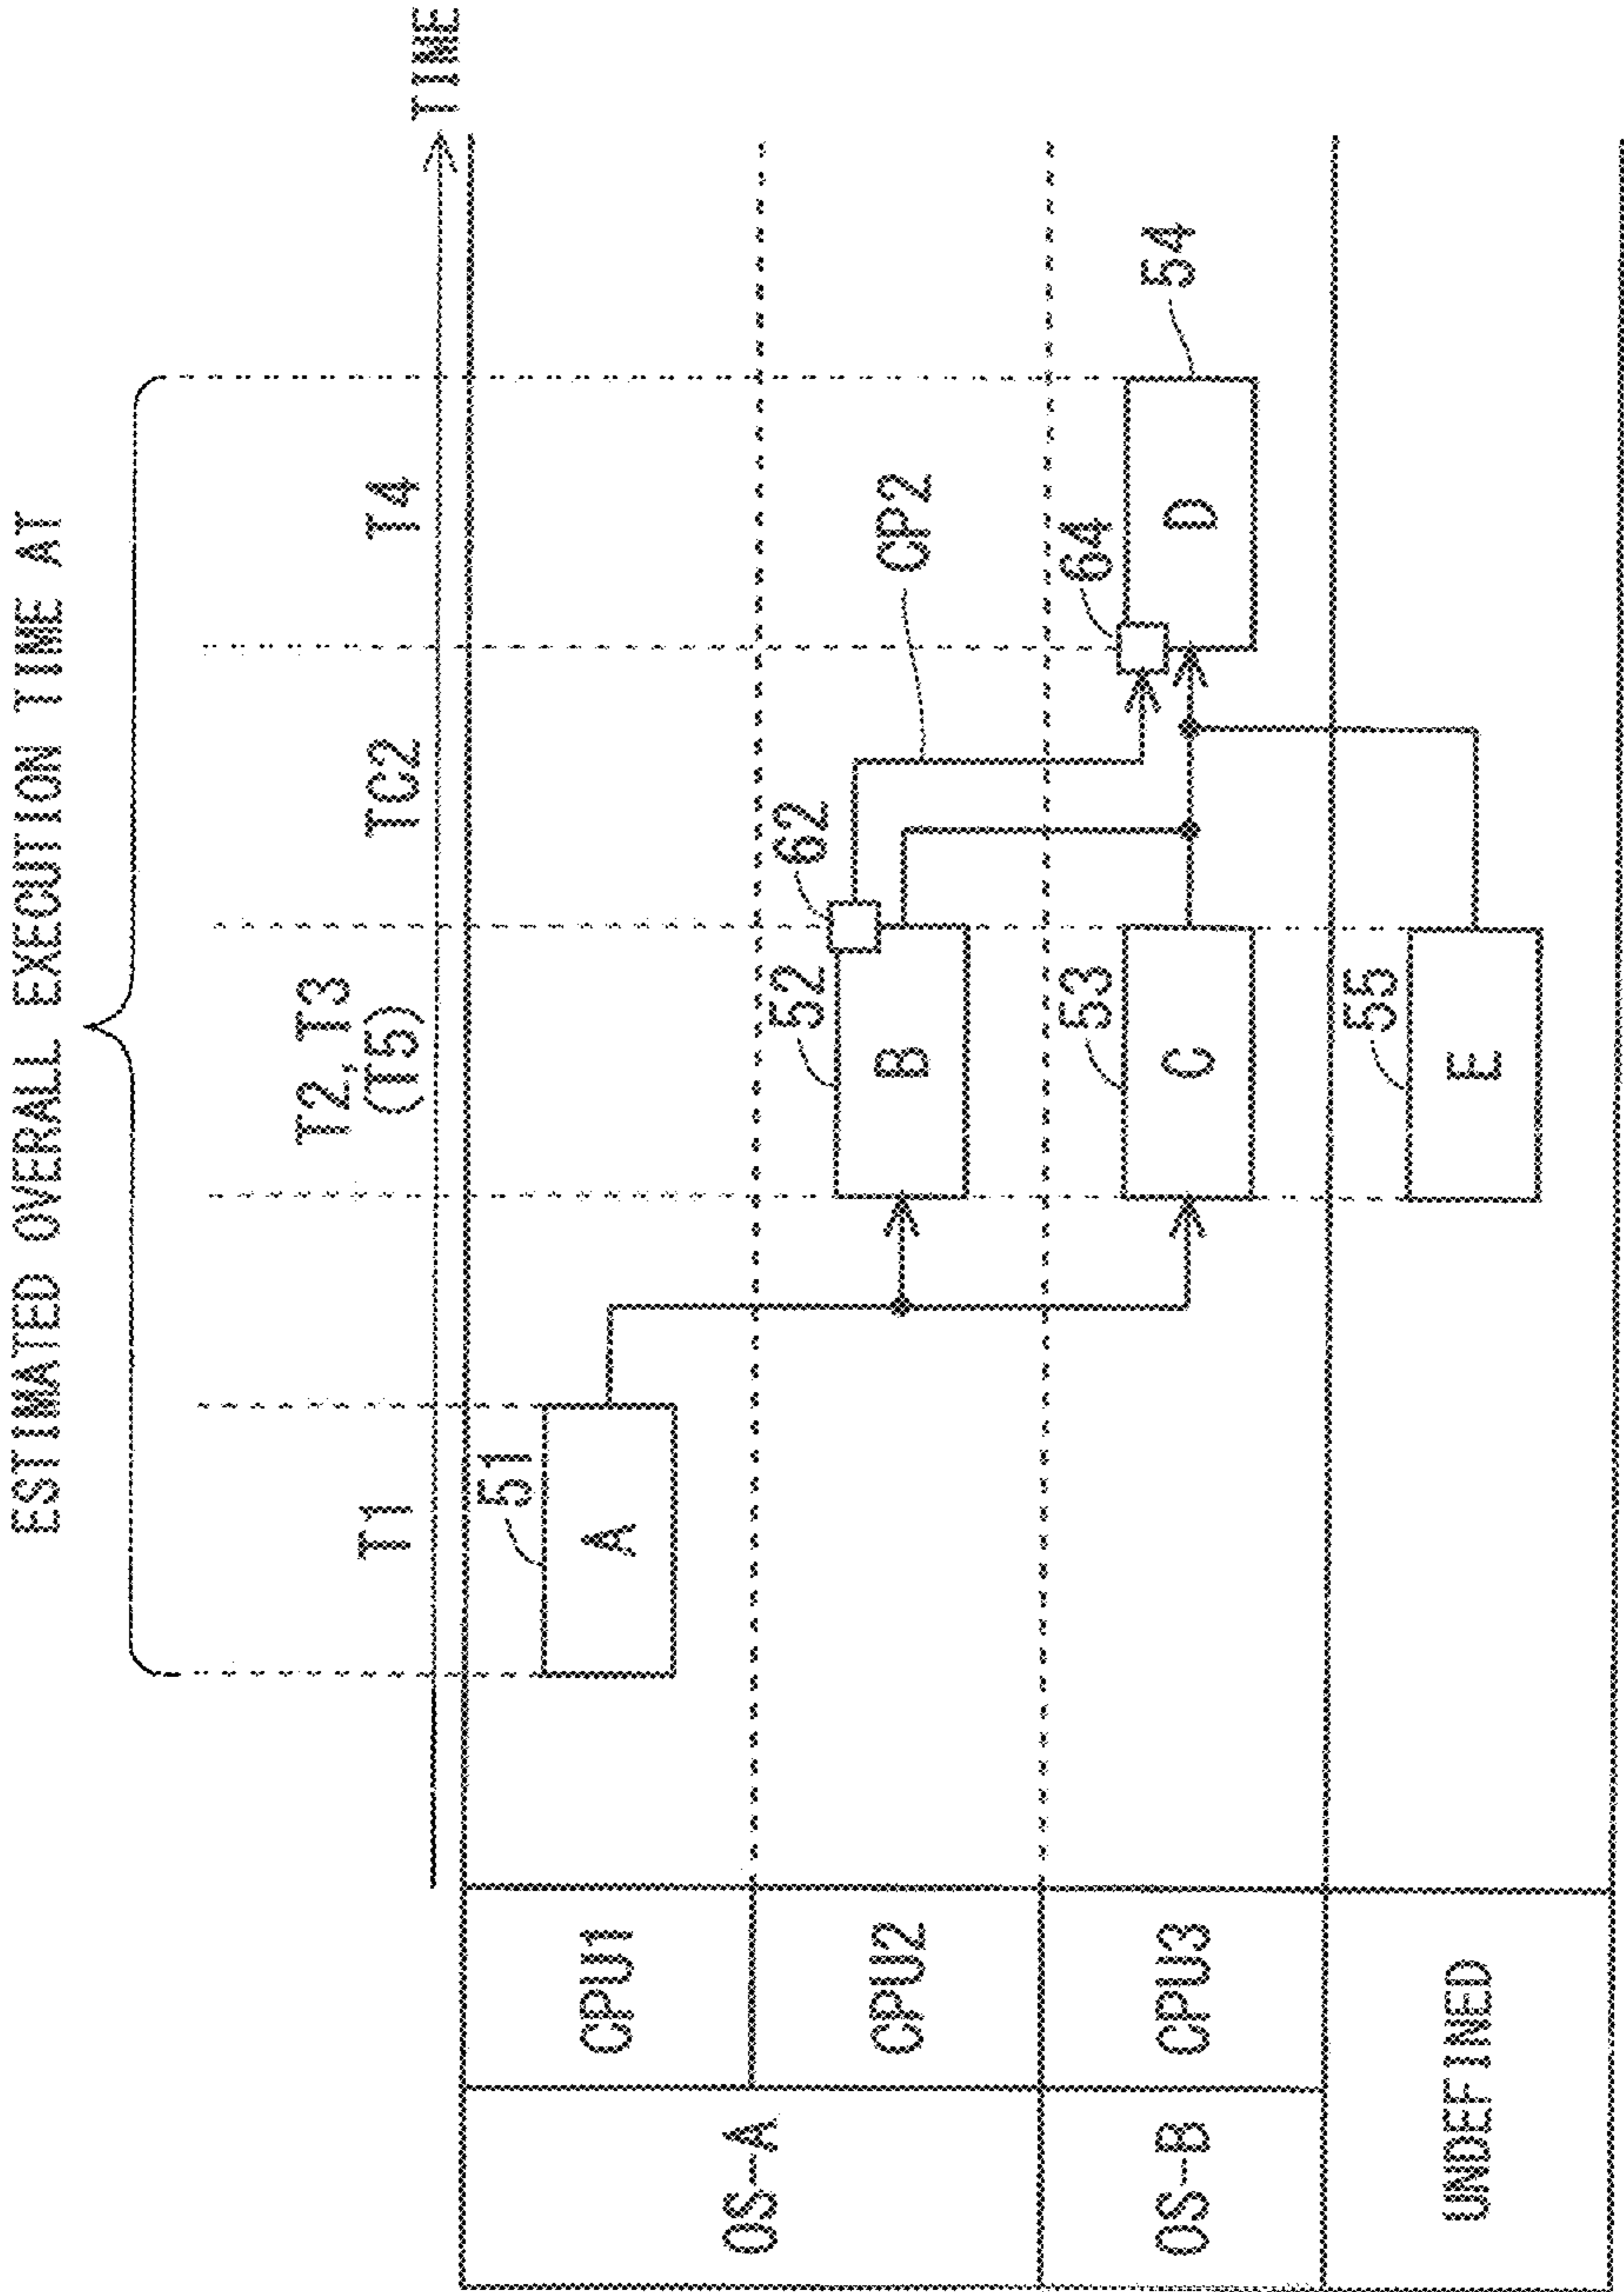 ESTIMATED OVERALL EXECUTION TIME AT
T1
T2, T3
(T5)
TC2
T4
TIME
OS-A
CPU1
51
A
CPU2
52
B
62
CP2
OS-B
CPU3
53
C
64
D
54
UNDEFINED
55
E